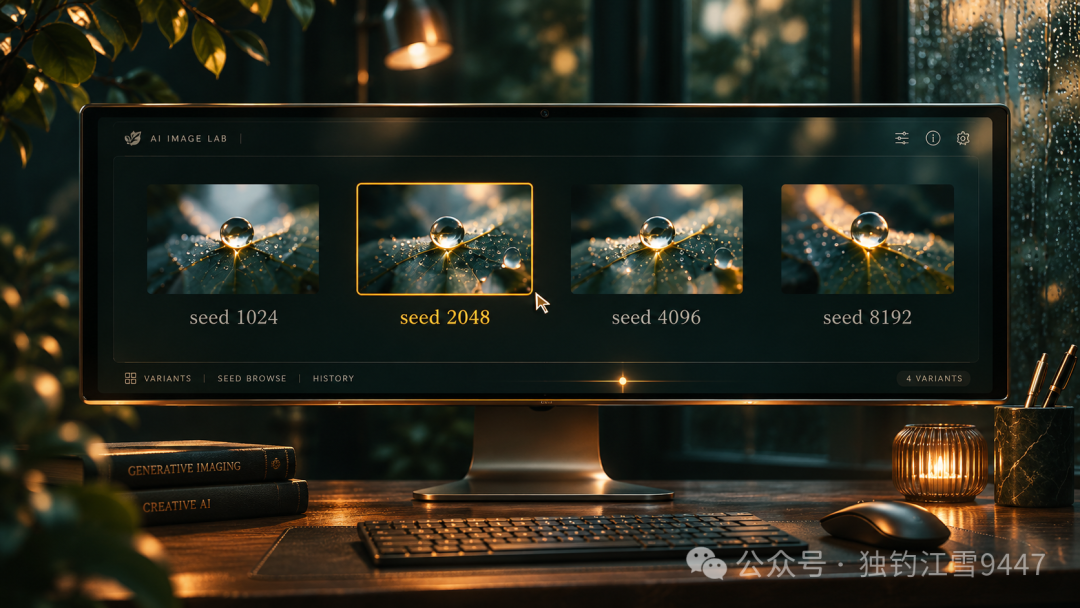 AI IMAGE LAB
seed 1024
seed 2048
seed 4096
seed 8192
VARIANTS
SEED BROWSE
HISTORY
4 VARIANTS
GENERATIVE IMAGING
CREATIVE AI
公众号 · 独钓江雪9447